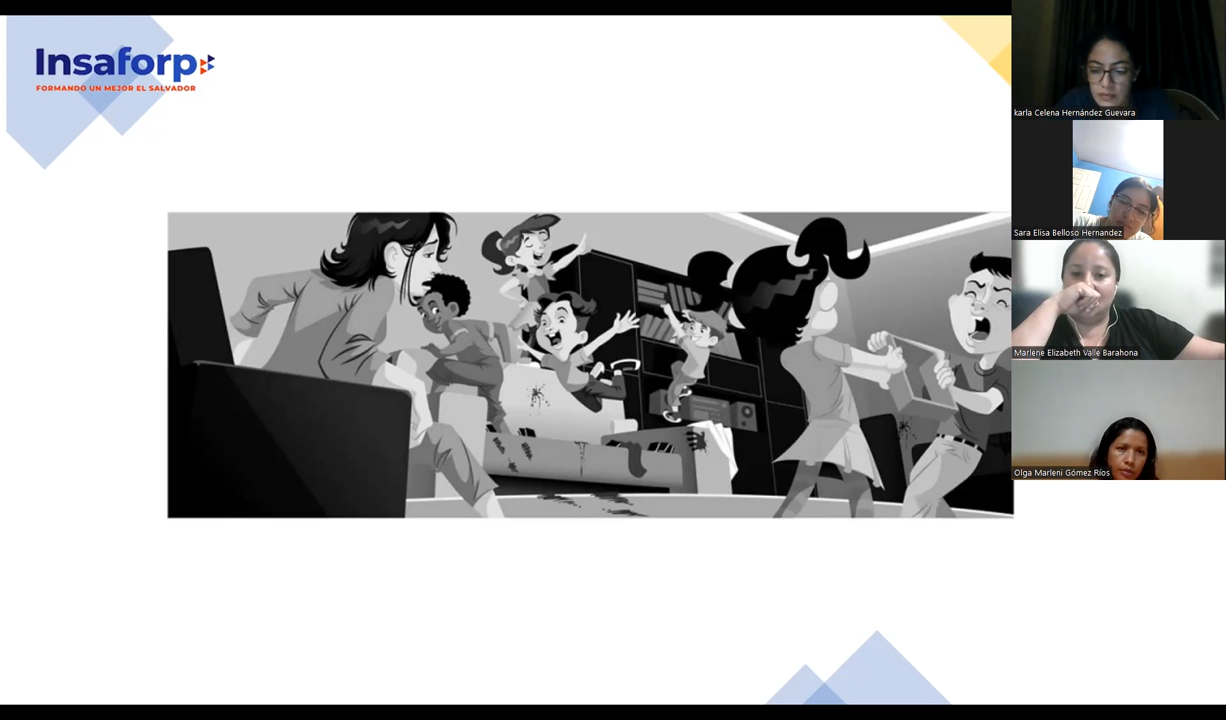 Insaforp
FORMANDO UN MEJOR EL SALVADOR
karla Celena Hernández Guevara
Sara Elisa Belloso Hernandez
Marlene Elizabeth Valle Barahona
Olga Marleni Gómez Ríos